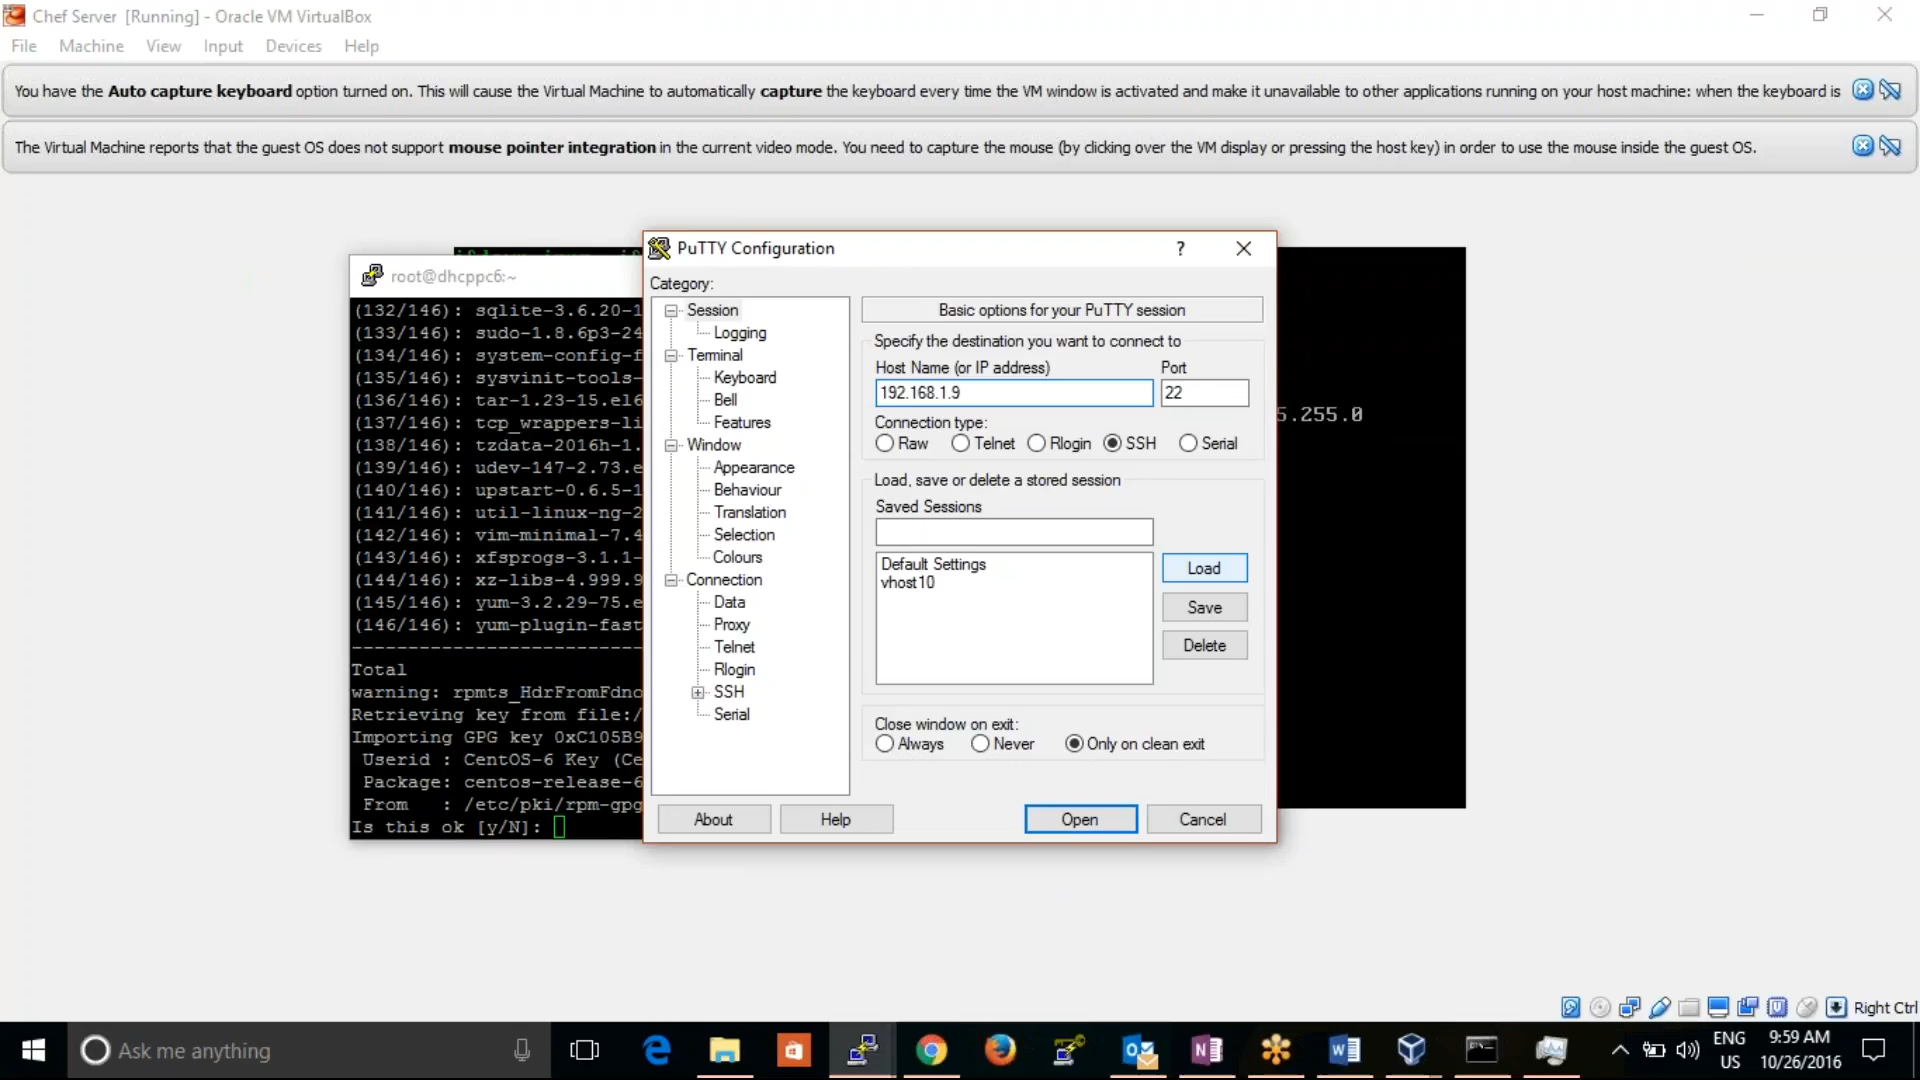 Chef Server [Running] - Oracle VM VirtualBox
File Machine View Input Devices Help
You have the Auto capture keyboard option turned on. This will cause the Virtual Machine to automatically capture the keyboard every time the VM window is activated and make it unavailable to other applications running on your host machine: when the keyboard is
The Virtual Machine reports that the guest OS does not support mouse pointer integration in the current video mode. You need to capture the mouse (by clicking over the VM display or pressing the host key) in order to use the mouse inside the guest OS.
root@dhcppc6:~
(132/146): sqlite-3.6.20-1
(133/146): sudo-1.8.6p3-24
(134/146): system-config-f
(135/146): sysvinit-tools-
(136/146): tar-1.23-15.el6
(137/146): tcp_wrappers-li
(138/146): tzdata-2016h-1.
(139/146): udev-147-2.73.e
(140/146): upstart-0.6.5-1
(141/146): util-linux-ng-2
(142/146): vim-minimal-7.4
(143/146): xfsprogs-3.1.1-
(144/146): xz-libs-4.999.9
(145/146): yum-3.2.29-75.e
(146/146): yum-plugin-fast
--------------------------
Total
warning: rpmts_HdrFromFdno
Retrieving key from file:/
Importing GPG key 0xC105B9
Userid : CentOS-6 Key (Ce
Package: centos-release-6
From : /etc/pki/rpm-gpg
Is this ok [y/N]:
PuTTY Configuration
?
Category:
Session
Logging
Terminal
Keyboard
Bell
Features
Window
Appearance
Behaviour
Translation
Selection
Colours
Connection
Data
Proxy
Telnet
Rlogin
SSH
Serial
Basic options for your PuTTY session
Specify the destination you want to connect to
Host Name (or IP address) Port
192.168.1.9 22
Connection type:
Raw Telnet Rlogin SSH Serial
Load, save or delete a stored session
Saved Sessions
Default Settings
vhost10
Load
Save
Delete
Close window on exit:
Always Never Only on clean exit
About Help Open Cancel
5.255.0
Right Ctrl
Ask me anything
ENG
US
9:59 AM
10/26/2016